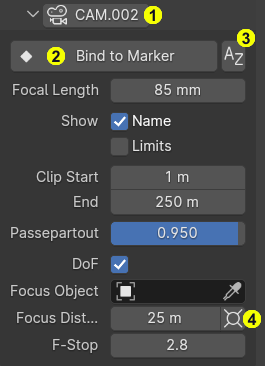 CAM.002 1
3
2 Bind to Marker AZ
Focal Length 85 mm
Show Name
Limits
Clip Start 1 m
End 250 m
Passepartout 0.950
DoF
Focus Object
Focus Dist... 25 m 4
F-Stop 2.8